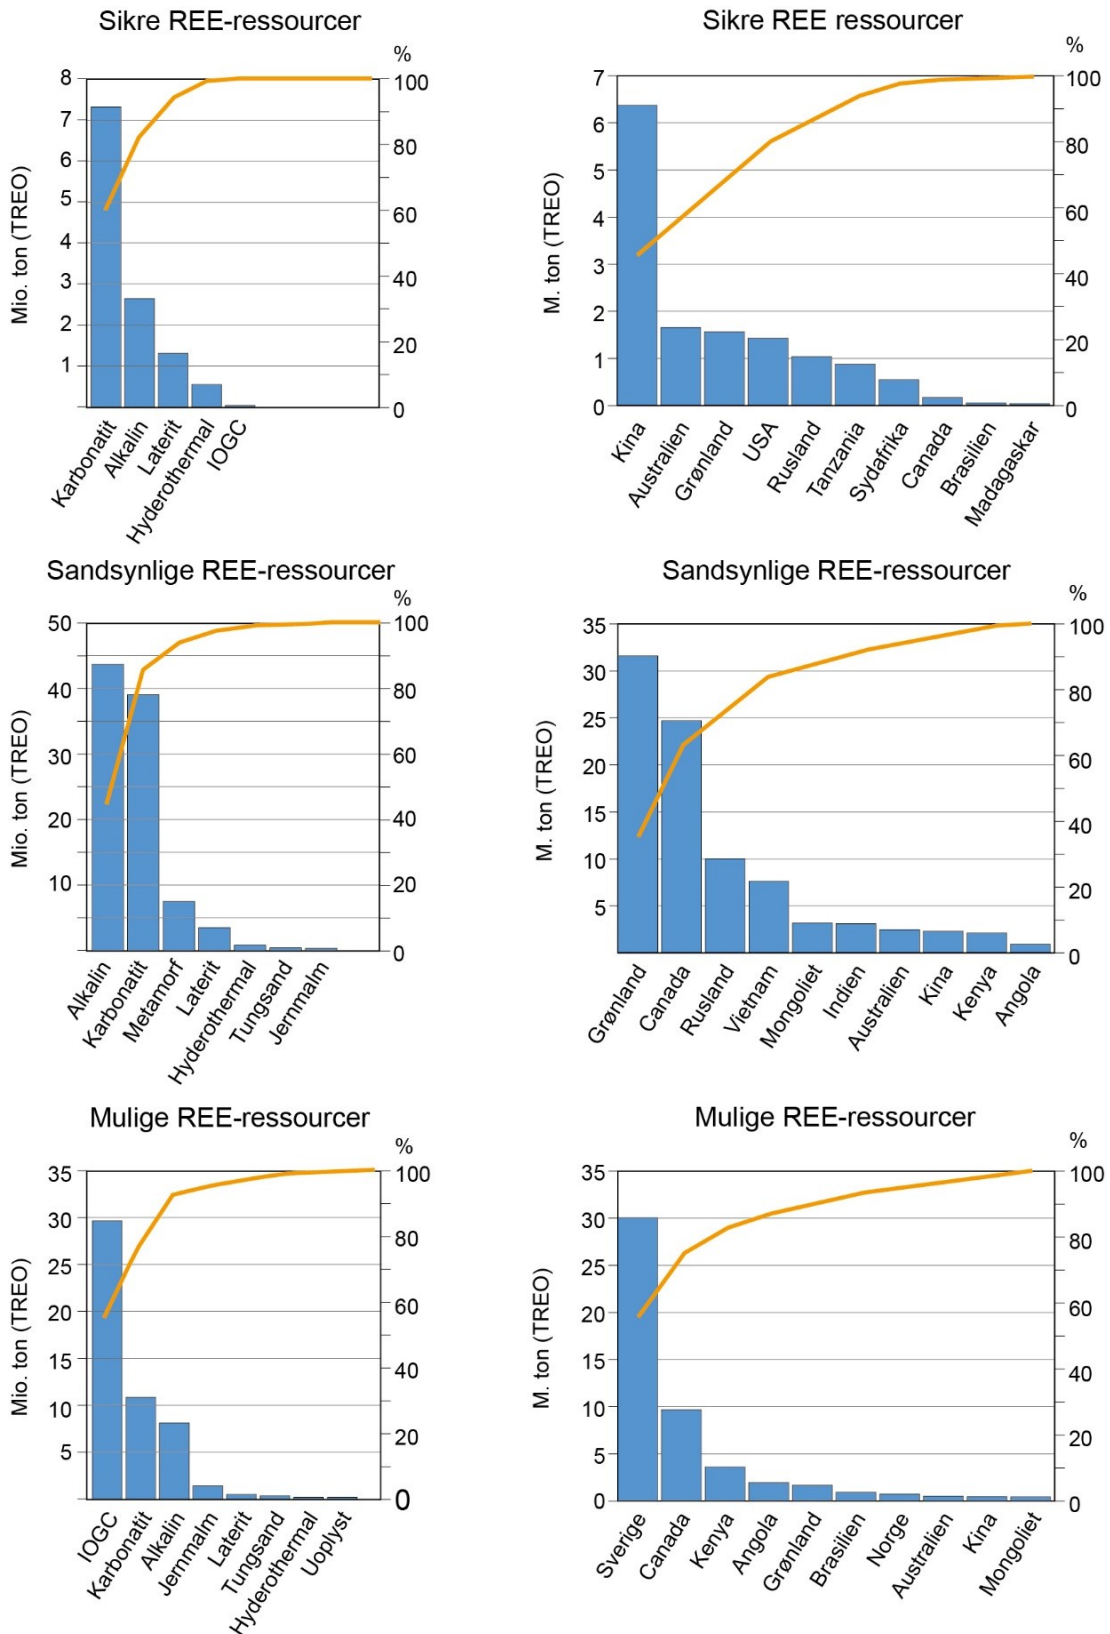 Sikre REE-ressourcer
%
Mio. ton (TREO)
8
7
6
5
4
3
2
1
100
80
60
40
20
0
Karbonatit
Alkalin
Laterit
Hyderothermal
IOGC
Sikre REE ressourcer
%
M. ton (TREO)
7
6
5
4
3
2
1
0
100
80
60
40
20
0
Kina
Australien
Grønland
USA
Rusland
Tanzania
Sydafrika
Canada
Brasilien
Madagaskar
Sandsynlige REE-ressourcer
%
Mio. ton (TREO)
50
40
30
20
10
100
80
60
40
20
0
Alkalin
Karbonatit
Metamorf
Laterit
Hyderothermal
Tungsand
Jernmalm
Sandsynlige REE-ressourcer
%
M. ton (TREO)
35
30
25
20
15
10
5
100
80
60
40
20
0
Grønland
Canada
Rusland
Vietnam
Mongoliet
Indien
Australien
Kina
Kenya
Angola
Mulige REE-ressourcer
%
Mio. ton (TREO)
35
30
25
20
15
10
5
100
80
60
40
20
0
IOGC
Karbonatit
Alkalin
Jernmalm
Laterit
Tungsand
Hyderothermal
Uoplyst
Mulige REE-ressourcer
%
M. ton (TREO)
35
30
25
20
15
10
5
0
100
80
60
40
20
0
Sverige
Canada
Kenya
Angola
Grønland
Brasilien
Norge
Australien
Kina
Mongoliet